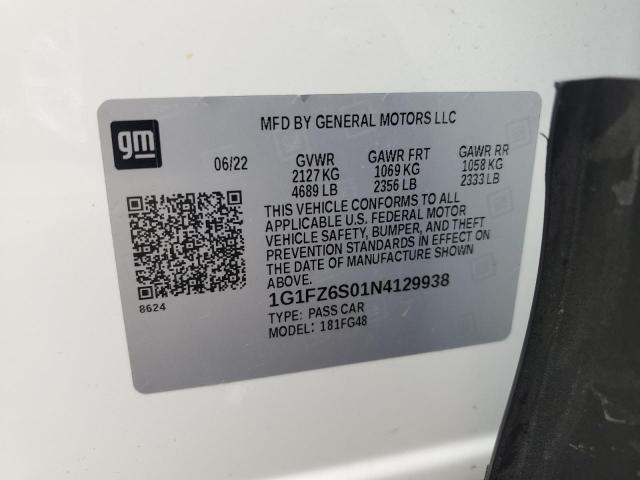 gm
MFD BY GENERAL MOTORS LLC
06/22 GVWR GAWR FRT GAWR RR
2127 KG 1069 KG 1058 KG
4689 LB 2356 LB 2333 LB
THIS VEHICLE CONFORMS TO ALL
APPLICABLE U.S. FEDERAL MOTOR
VEHICLE SAFETY, BUMPER, AND THEFT
PREVENTION STANDARDS IN EFFECT ON
THE DATE OF MANUFACTURE SHOWN
ABOVE.
1G1FZ6S01N4129938
TYPE: PASS CAR
MODEL: 181FG48
8624